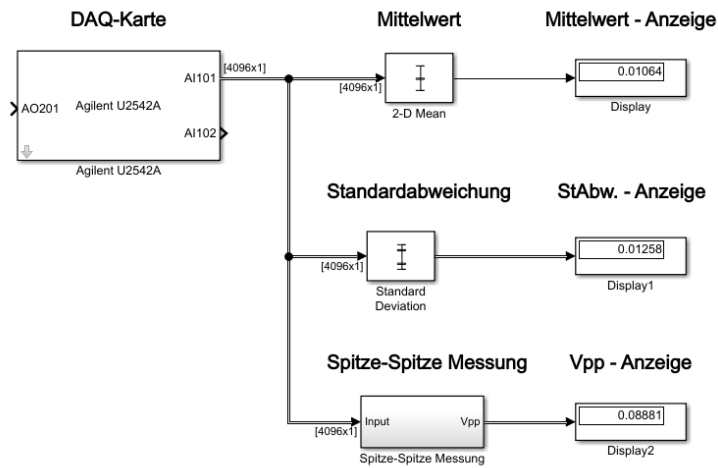 DAQ-Karte
Mittelwert
Mittelwert - Anzeige
AI101
[4096x1]
[4096x1]
0.01064
AO201
Agilent U2542A
AI102
Agilent U2542A
2-D Mean
Display
Standardabweichung
StAbw. - Anzeige
[4096x1]
0.01258
Standard
Deviation
Display1
Spitze-Spitze Messung
Vpp - Anzeige
[4096x1]
Input
Vpp
0.08881
Spitze-Spitze Messung
Display2